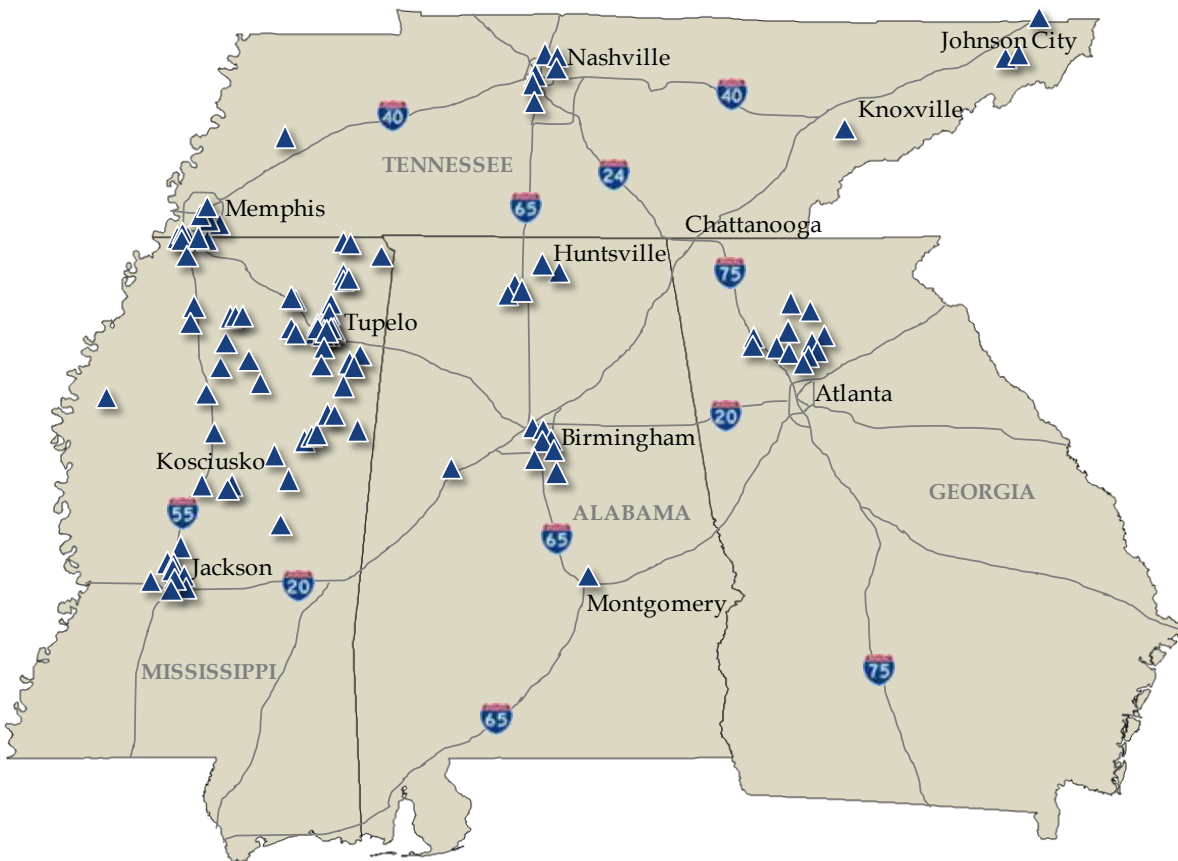 Johnson City
Nashville
40
40
Knoxville
TENNESSEE
24
65
Memphis
Chattanooga
Huntsville
75
Tupelo
Atlanta
20
Birmingham
Kosciusko
GEORGIA
55
ALABAMA
65
Jackson
20
Montgomery
MISSISSIPPI
75
65